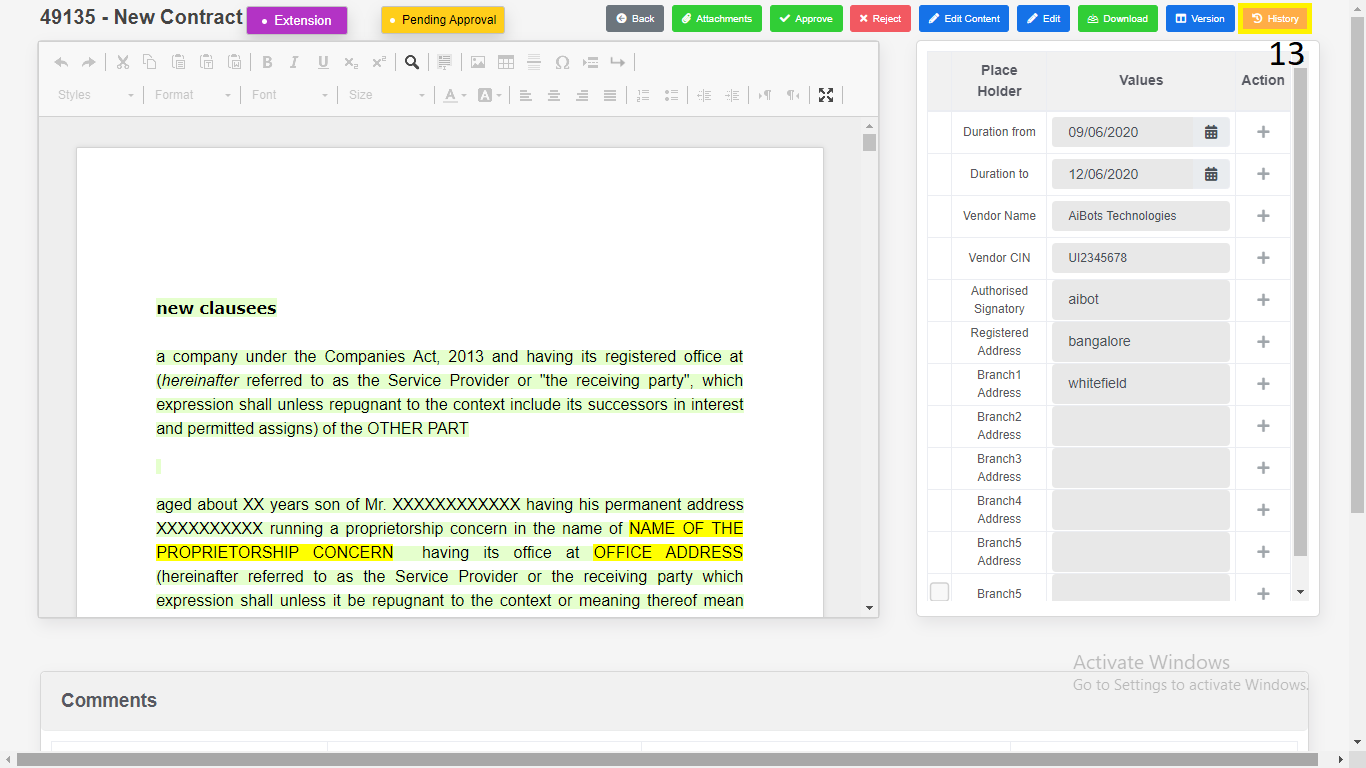 49135 - New Contract
Extension
Pending Approval
Back
Attachments
Approve
Reject
Edit Content
Edit
Download
Version
History
13
Styles
Format
Font
Size
new clausees
a company under the Companies Act, 2013 and having its registered office at
(hereinafter referred to as the Service Provider or "the receiving party", which
expression shall unless repugnant to the context include its successors in interest
and permitted assigns) of the OTHER PART
aged about XX years son of Mr. XXXXXXXXXXXX having his permanent address
XXXXXXXXXX running a proprietorship concern in the name of NAME OF THE
PROPRIETORSHIP CONCERN having its office at OFFICE ADDRESS
(hereinafter referred to as the Service Provider or the receiving party which
expression shall unless it be repugnant to the context or meaning thereof mean
Place
Holder
Values
Action
Duration from
09/06/2020
Duration to
12/06/2020
Vendor Name
AiBots Technologies
Vendor CIN
UI2345678
Authorised
Signatory
aibot
Registered
Address
bangalore
Branch1
Address
whitefield
Branch2
Address
Branch3
Address
Branch4
Address
Branch5
Address
Branch5
Activate Windows
Go to Settings to activate Windows.
Comments